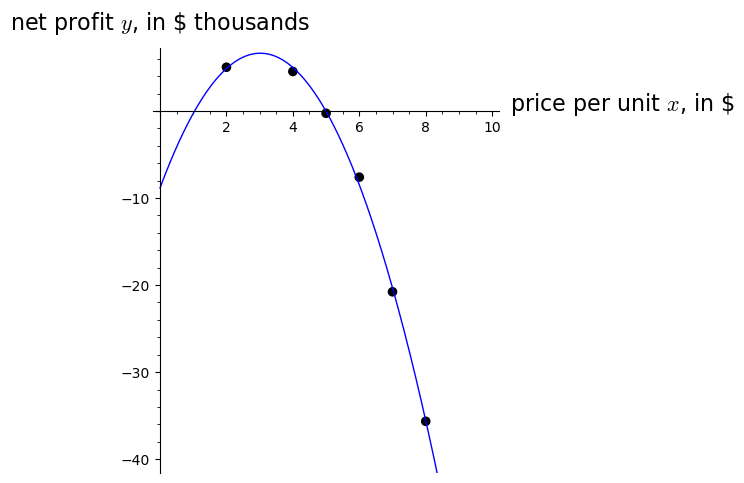 net profit y, in $ thousands
price per unit x, in $
2 4 6 8 10
−10
−20
−30
−40